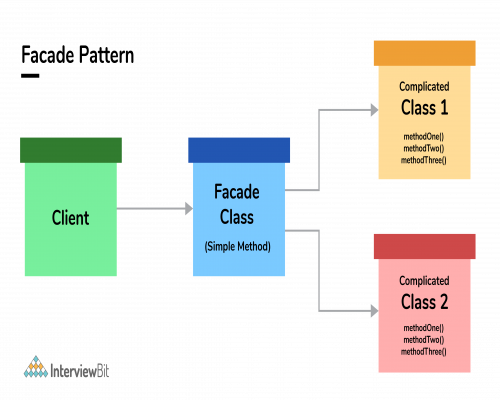 Facade Pattern
Client
Facade
Class
(Simple Method)
Complicated
Class 1
methodOne()
methodTwo()
methodThree()
Complicated
Class 2
methodOne()
methodTwo()
methodThree()
InterviewBit